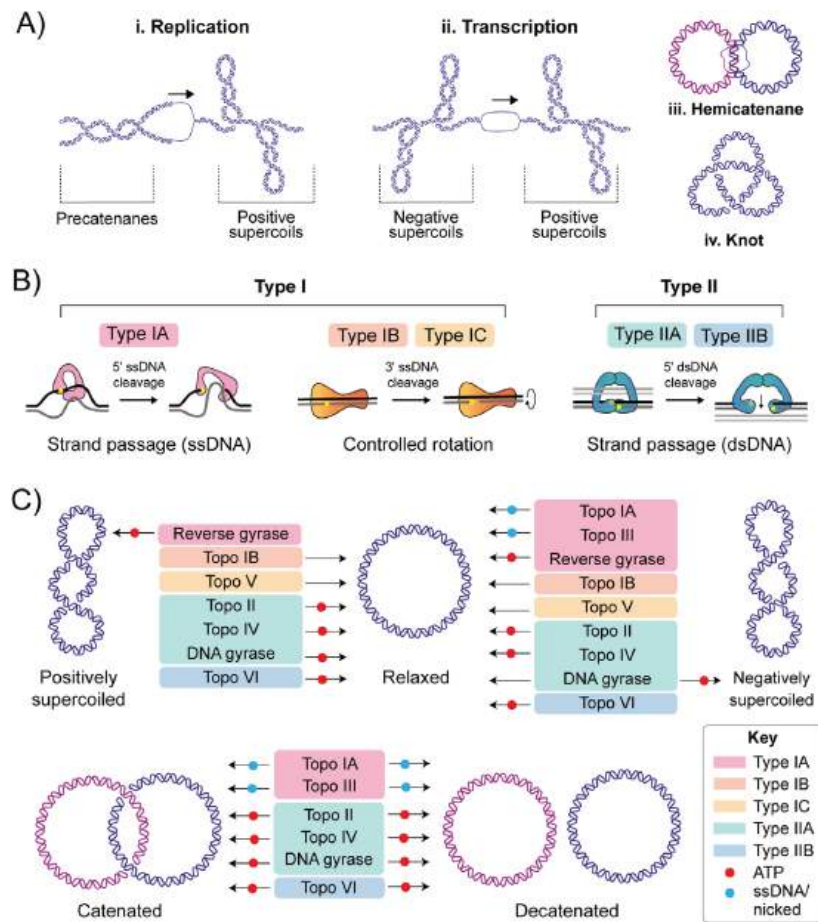 A)
i. Replication
ii. Transcription
iii. Hemicatenane
Precatenanes
Positive
supercoils
Negative
supercoils
Positive
supercoils
iv. Knot
B)
Type I
Type II
Type IA
Type IB
Type IC
Type IIA
Type IIB
5' ssDNA
cleavage
3' ssDNA
cleavage
5' dsDNA
cleavage
Strand passage (ssDNA)
Controlled rotation
Strand passage (dsDNA)
C)
Reverse gyrase
Topo IB
Topo V
Topo II
Topo IV
DNA gyrase
Topo VI
Positively
supercoiled
Relaxed
Topo IA
Topo III
Reverse gyrase
Topo IB
Topo V
Topo II
Topo IV
DNA gyrase
Topo VI
Negatively
supercoiled
Topo IA
Topo III
Topo II
Topo IV
DNA gyrase
Topo VI
Catenated
Decatenated
Key
Type IA
Type IB
Type IC
Type IIA
Type IIB
ATP
ssDNA/
nicked